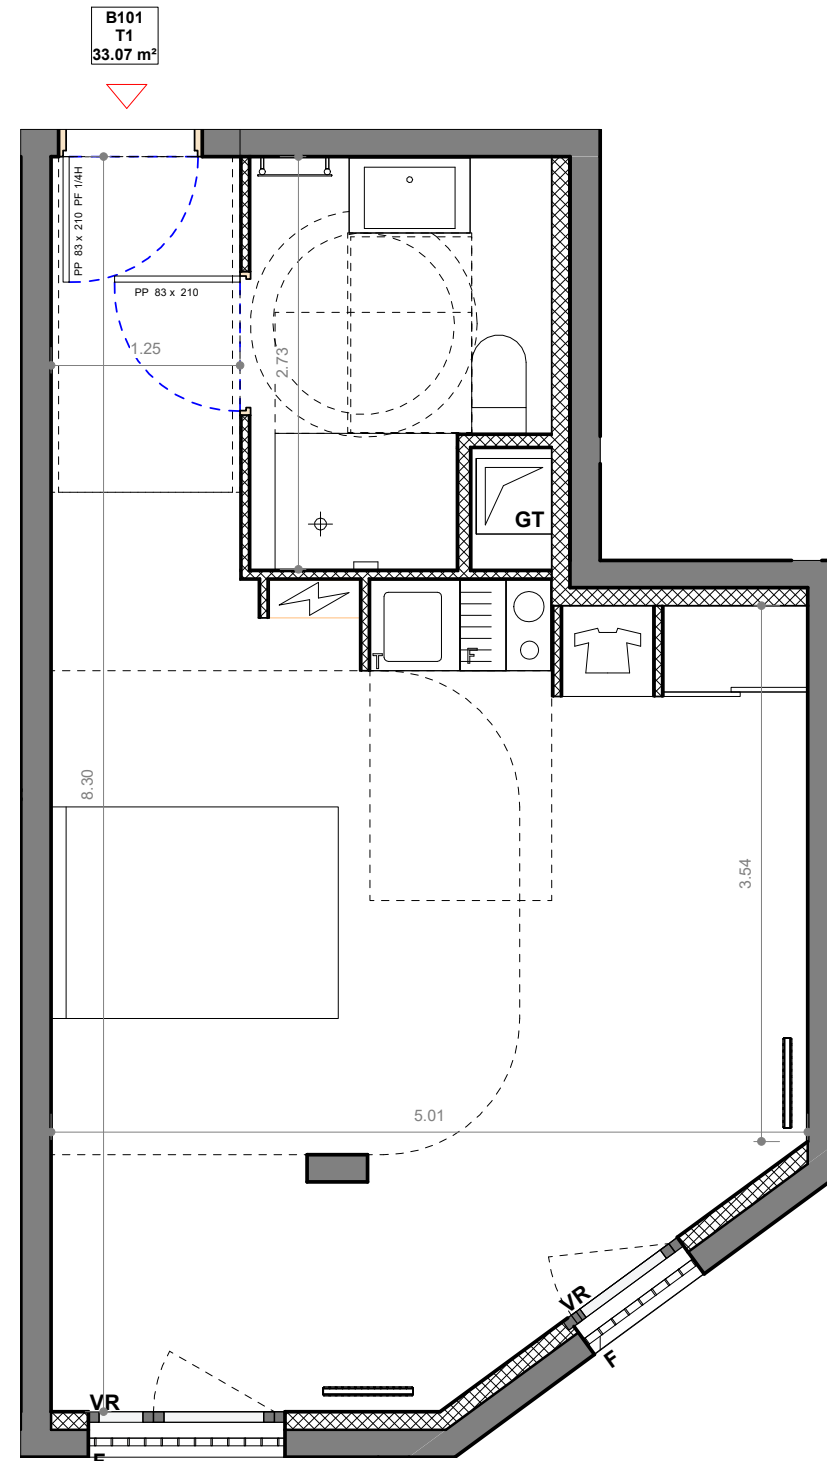 B101
T1
33.07 m²
PP 83 x 210 PF 1/4H
PP 83 x 210
1.25
2.73
GT
T
F
8.30
3.54
5.01
VR
F
VR
F